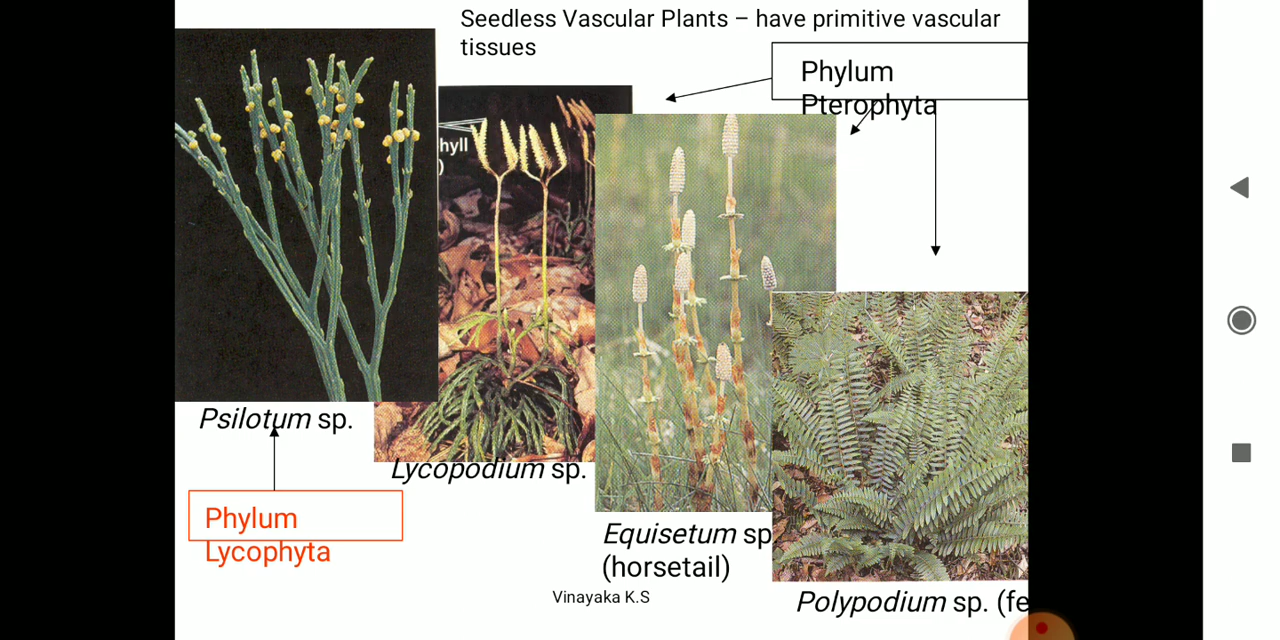 Seedless Vascular Plants – have primitive vascular
tissues
Phylum
Pterophyta
hyll
)
Psilotum sp.
Lycopodium sp.
Phylum
Lycophyta
Equisetum sp
(horsetail)
Vinayaka K.S
Polypodium sp. (fe